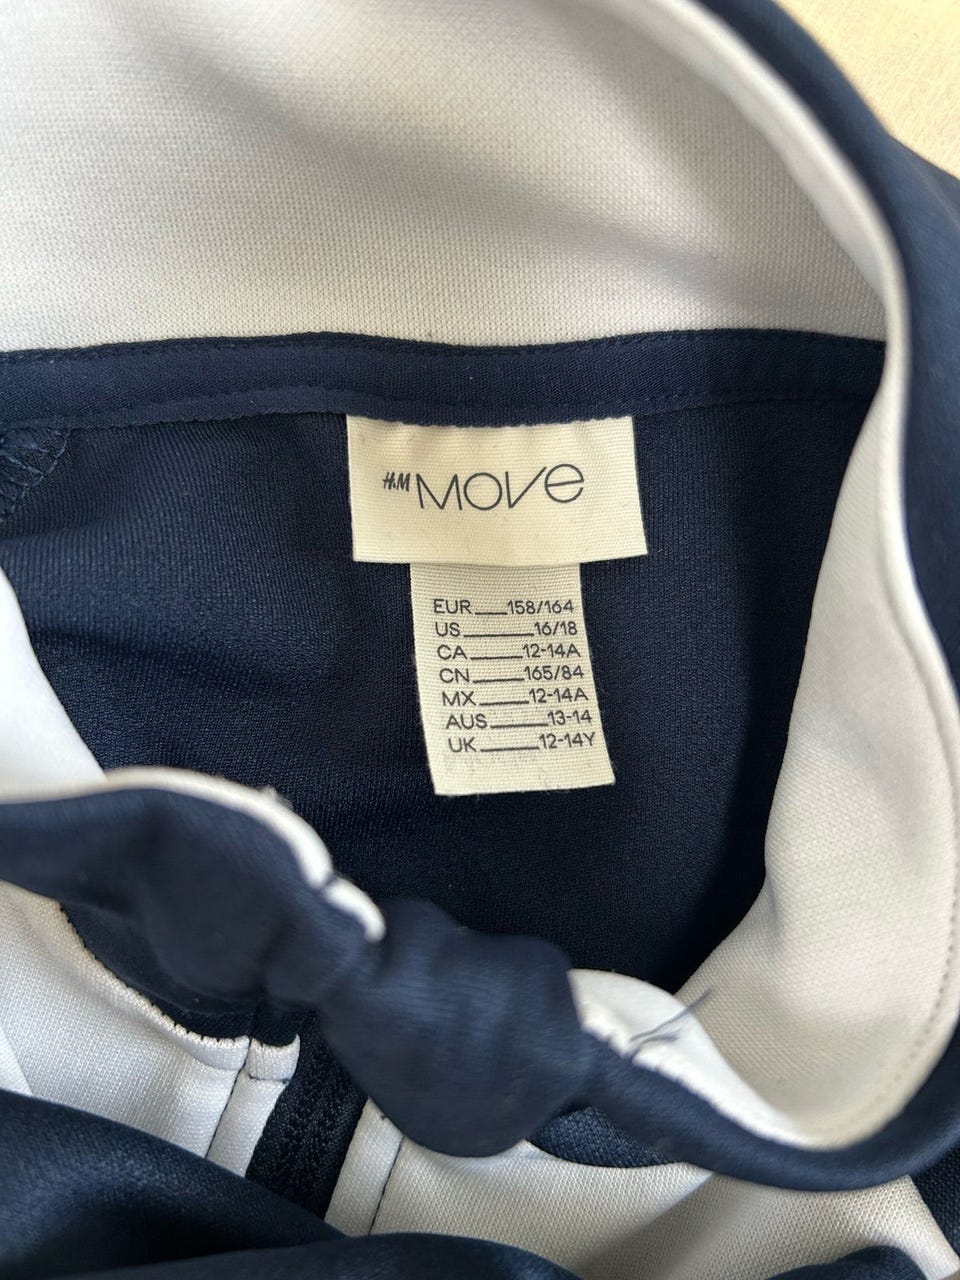 H&M MOVE
EUR 158/164
US 16/18
CA 12-14A
CN 165/84
MX 12-14A
AUS 13-14
UK 12-14Y